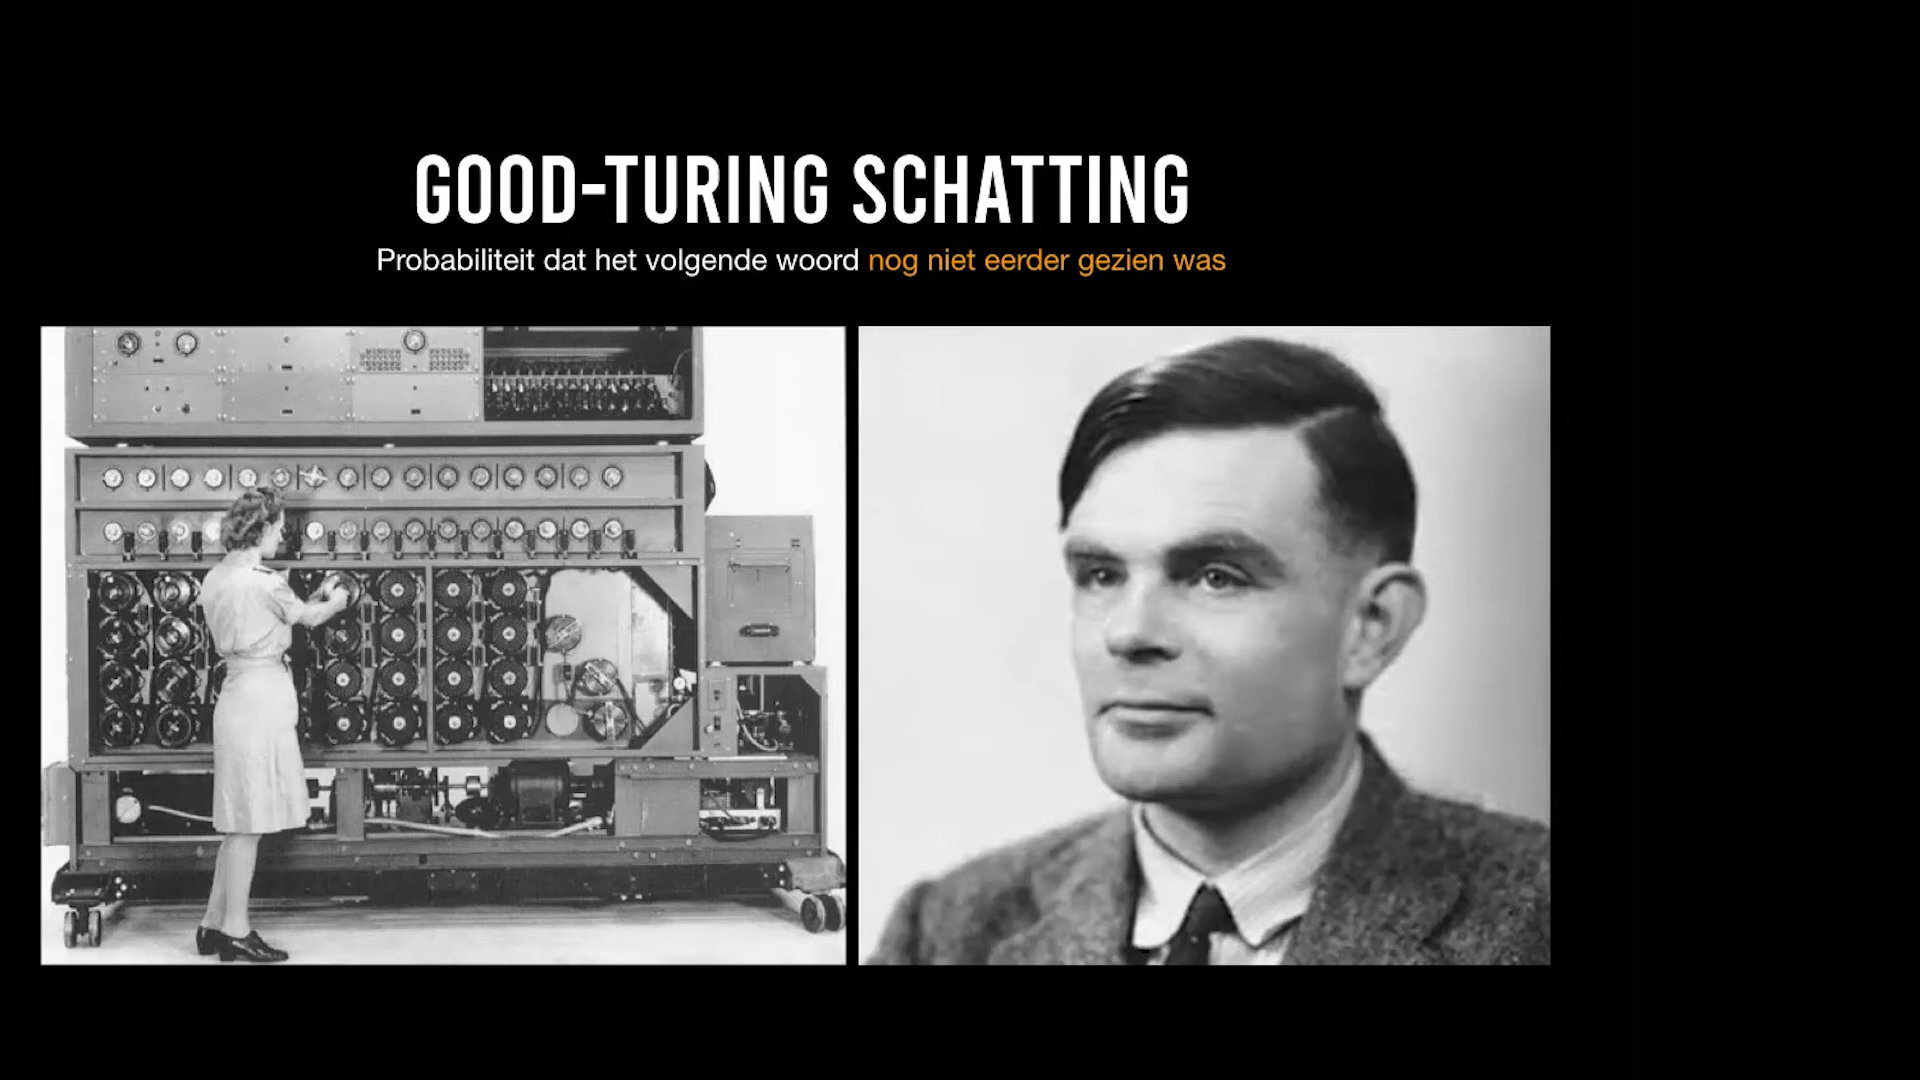 GOOD-TURING SCHATTING
Probabiliteit dat het volgende woord nog niet eerder gezien was